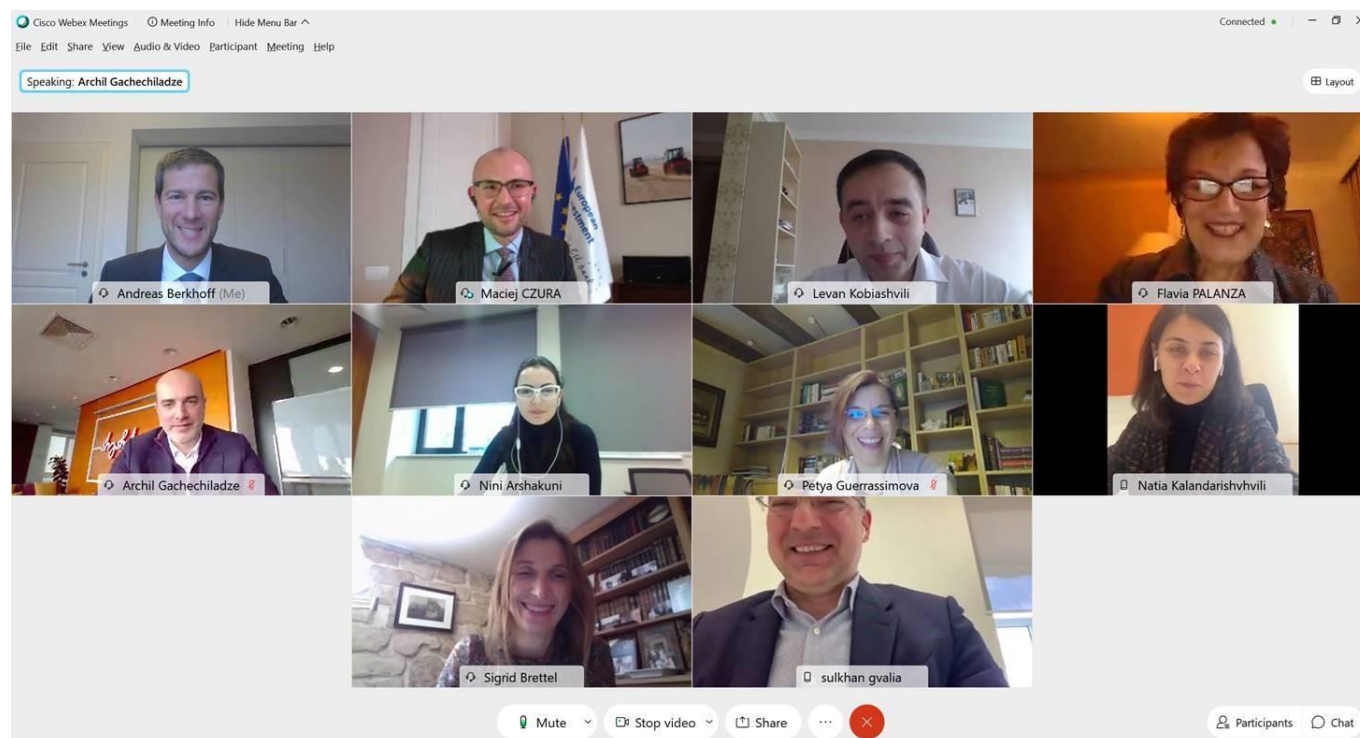 Cisco Webex Meetings Meeting Info Hide Menu Bar
Connected
File Edit Share View Audio & Video Participant Meeting Help
Speaking: Archil Gachechiladze
Layout
Andreas Berkhoff (Me)
Maciej CZURA
European
Levan Kobiashvili
Flavia PALANZA
Archil Gachechiladze
Nini Arshakuni
Petya Guerrassimova
Natia Kalandarishvhvili
Sigrid Brettel
sulkhan gvalia
Mute
Stop video
Share
Participants
Chat